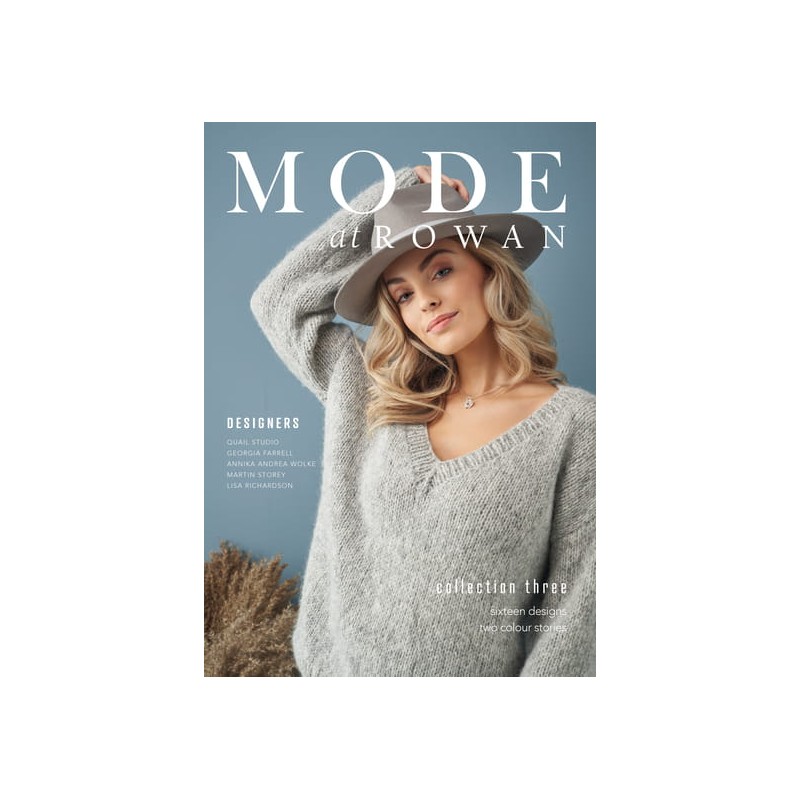 MODE
at ROWAN
DESIGNERS
QUAIL STUDIO
GEORGIA FARRELL
ANNIKA ANDREA WOLKE
MARTIN STOREY
LISA RICHARDSON
collection three
sixteen designs
two colour stories